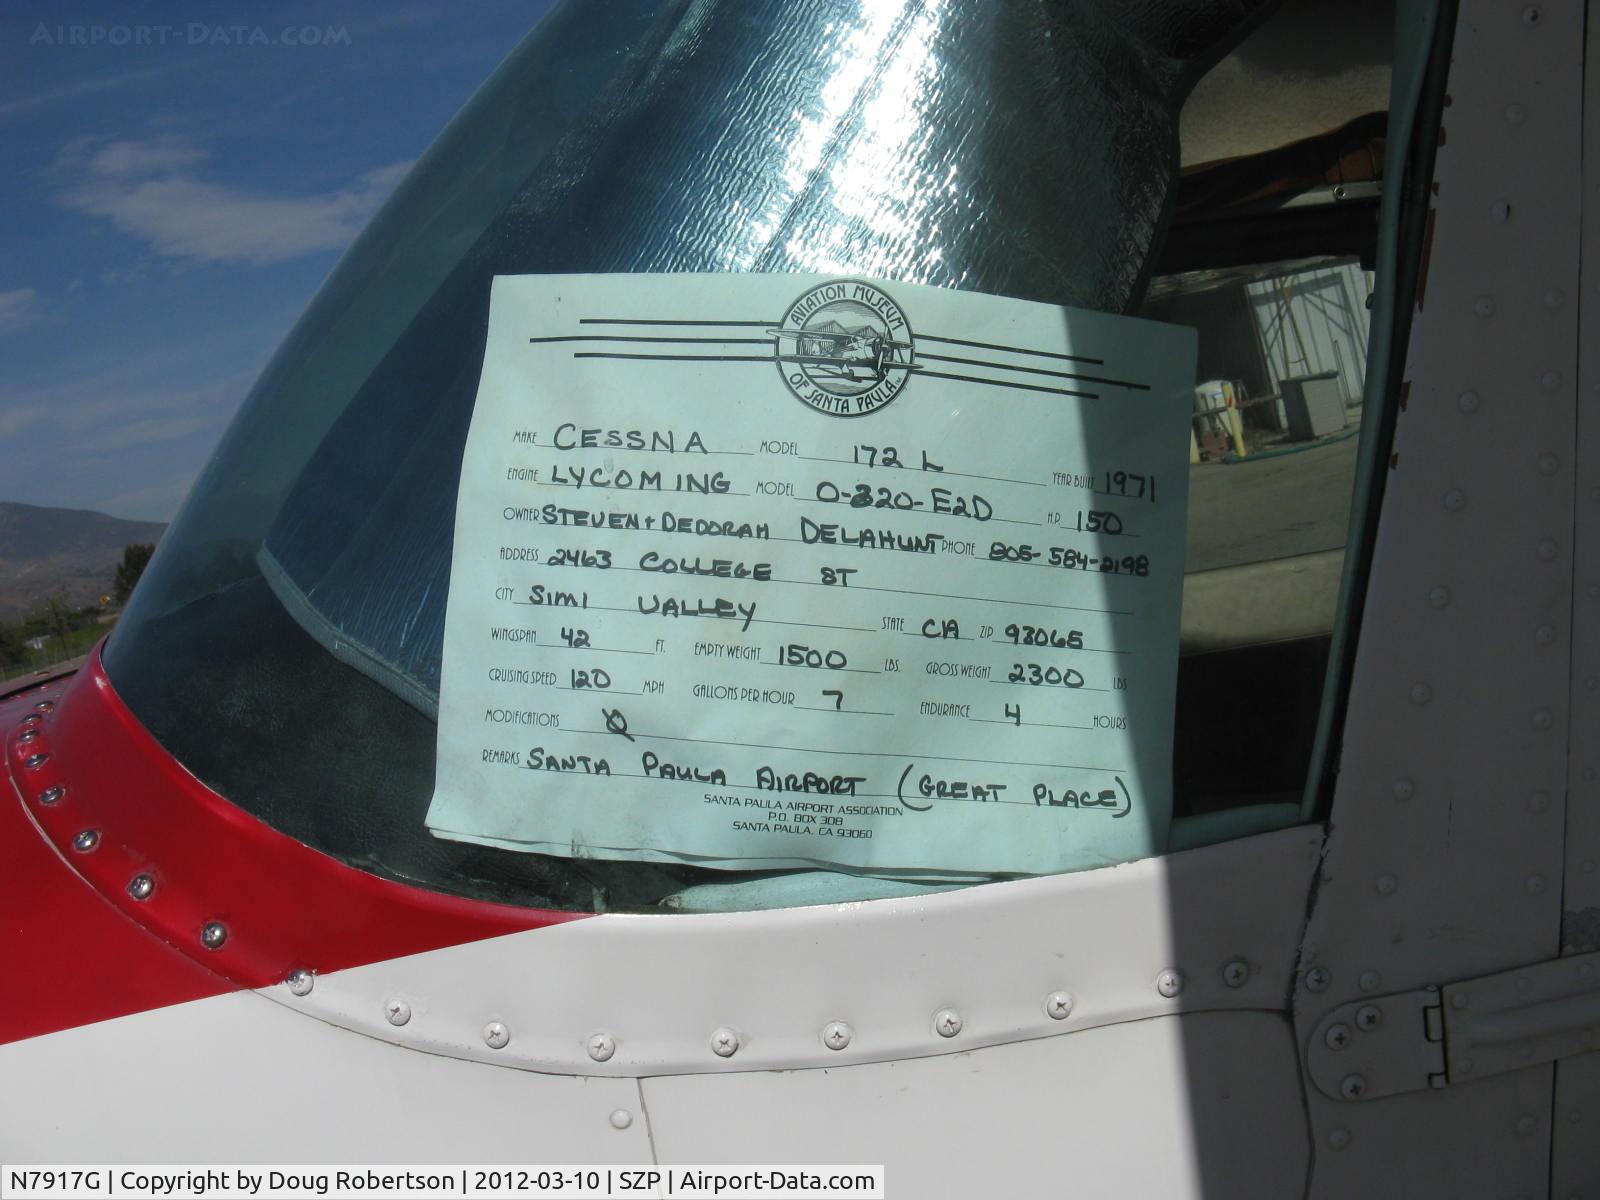 AIRPORT-DATA.COM
AVIATION MUSEUM
OF SANTA PAULA
MAKE CESSNA MODEL 172 L YEAR BUILT 1971
ENGINE LYCOMING MODEL O-320-E2D H.P. 150
OWNER STEVEN + DEBORAH DELAHUNT PHONE 805-584-2198
ADDRESS 2463 COLLEGE ST
CITY SIMI VALLEY STATE CA ZIP 93065
WINGSPAN 42 FT. EMPTY WEIGHT 1500 LBS. GROSS WEIGHT 2300 LBS
CRUISING SPEED 120 MPH GALLONS PER HOUR 7 ENDURANCE 4 HOURS
MODIFICATIONS Ø
REMARKS SANTA PAULA AIRPORT (GREAT PLACE)
SANTA PAULA AIRPORT ASSOCIATION
P.O. BOX 308
SANTA PAULA, CA 93060
N7917G | Copyright by Doug Robertson | 2012-03-10 | SZP | Airport-Data.com